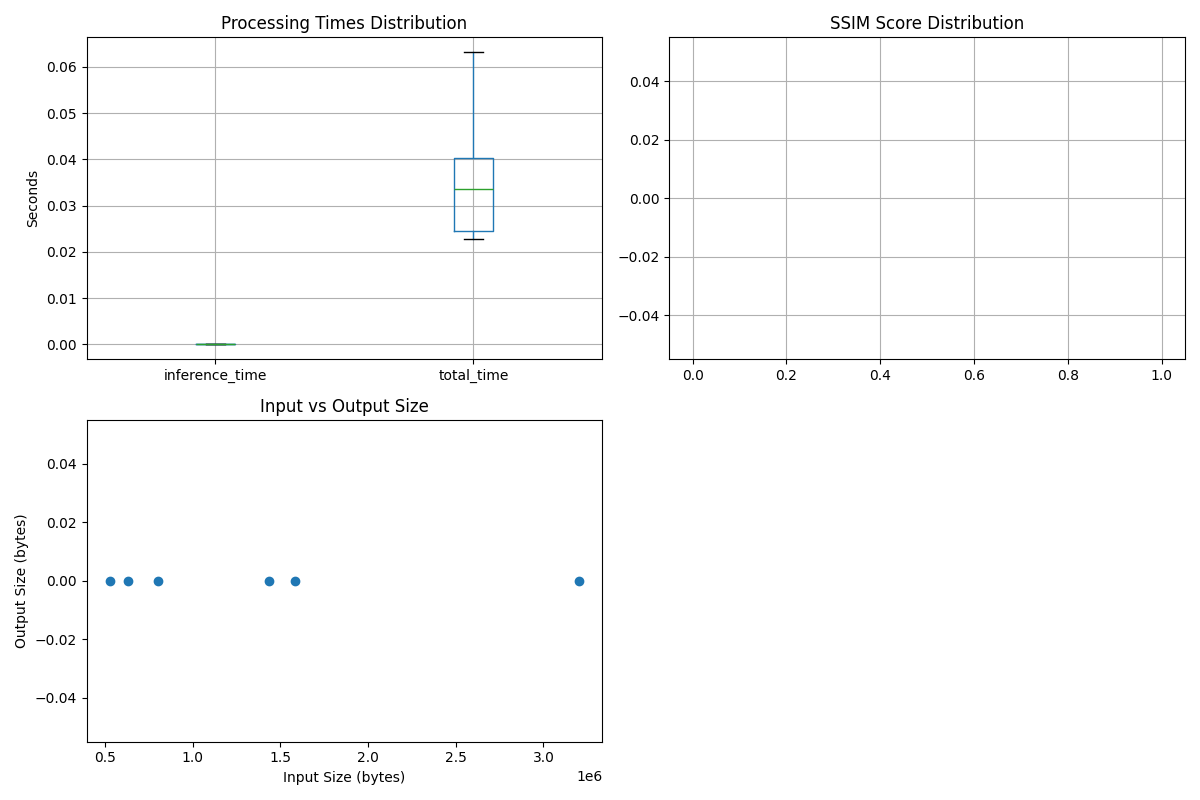 Processing Times Distribution
Seconds
0.06
0.05
0.04
0.03
0.02
0.01
0.00
inference_time total_time
SSIM Score Distribution
0.04
0.02
0.00
−0.02
−0.04
0.0 0.2 0.4 0.6 0.8 1.0
Input vs Output Size
Output Size (bytes)
0.04
0.02
0.00
−0.02
−0.04
0.5 1.0 1.5 2.0 2.5 3.0
1e6
Input Size (bytes)